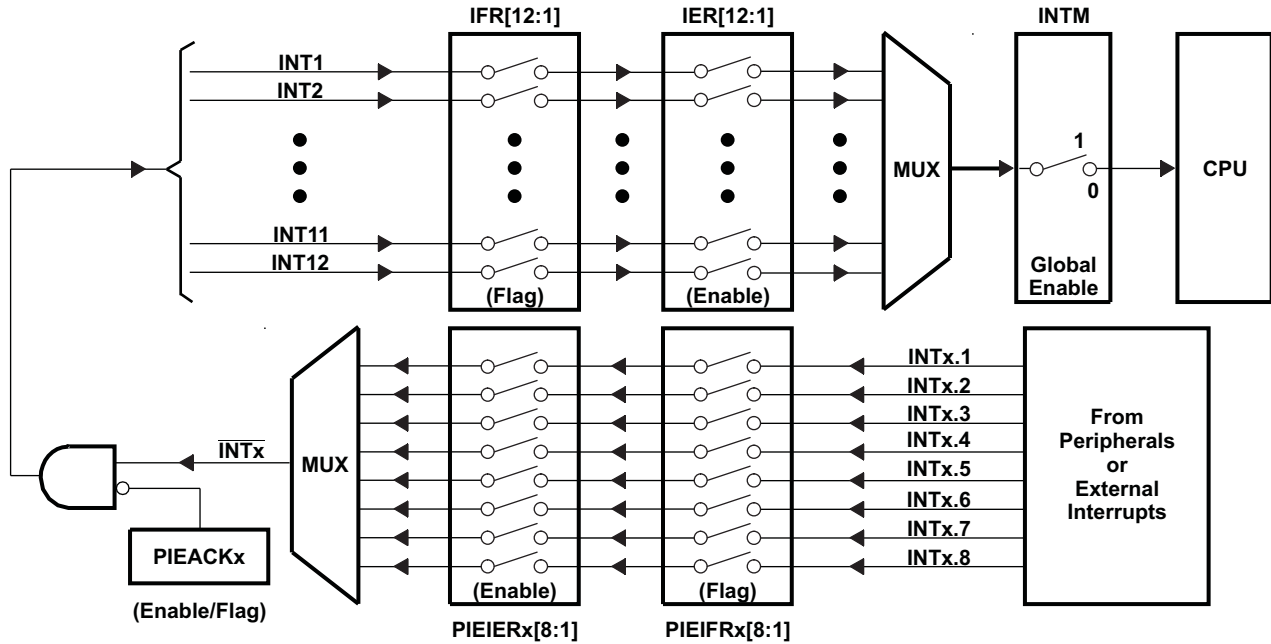 IFR[12:1]
IER[12:1]
INTM
INT1
INT2
1
MUX
CPU
0
INT11
INT12
Global
Enable
(Flag)
(Enable)
INTx.1
INTx.2
INTx.3
INTx.4
INTx.5
INTx.6
INTx.7
INTx.8
From
Peripherals
or
External
Interrupts
INTx
MUX
PIEACKx
(Enable/Flag)
(Enable)
(Flag)
PIEIERx[8:1]
PIEIFRx[8:1]